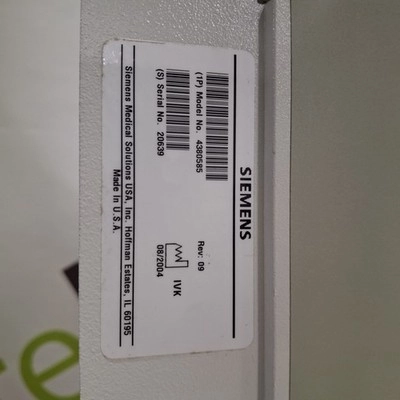 SIEMENS
(1P) Model No. 4380585
Rev: 09
(S) Serial No. 20639
IVK
08/2004
Siemens Medical Solutions USA, Inc. Hoffman Estates, IL 60195
Made in U.S.A.
re